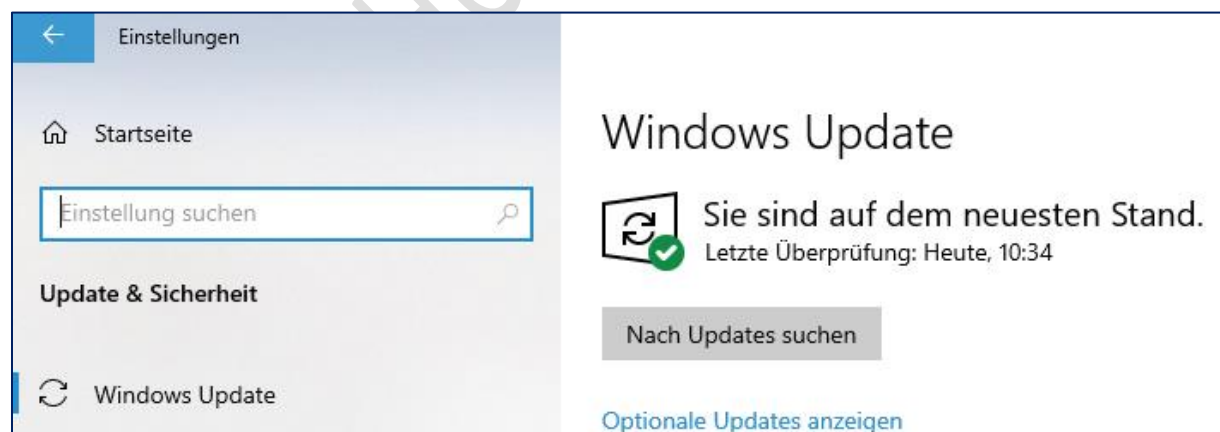 Einstellungen
Startseite
Einstellung suchen
Update & Sicherheit
Windows Update
Windows Update
Sie sind auf dem neuesten Stand.
Letzte Überprüfung: Heute, 10:34
Nach Updates suchen
Optionale Updates anzeigen